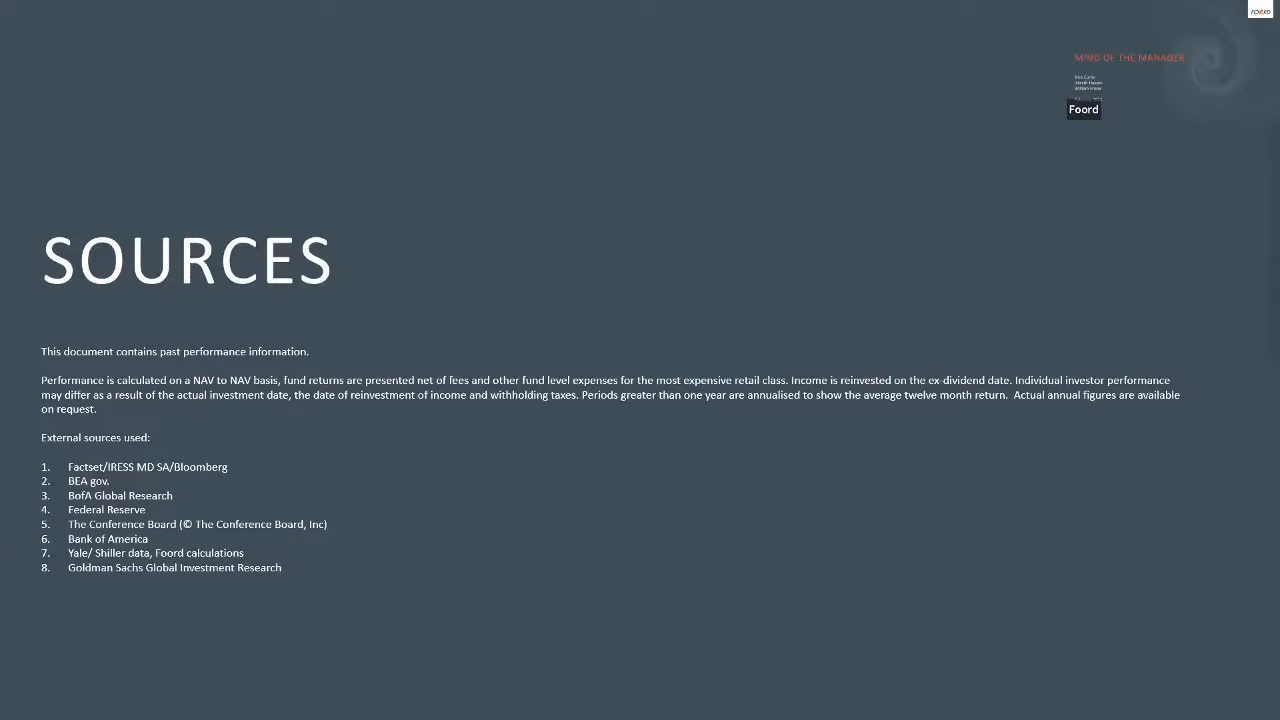 FOORD
MIND OF THE MANAGER
Foord
SOURCES
This document contains past performance information.
Performance is calculated on a NAV to NAV basis, fund returns are presented net of fees and other fund level expenses for the most expensive retail class. Income is reinvested on the ex-dividend date. Individual investor performance
may differ as a result of the actual investment date, the date of reinvestment of income and withholding taxes. Periods greater than one year are annualised to show the average twelve month return. Actual annual figures are available
on request.
External sources used:
1. Factset/IRESS MD SA/Bloomberg
2. BEA gov.
3. BofA Global Research
4. Federal Reserve
5. The Conference Board (© The Conference Board, Inc)
6. Bank of America
7. Yale/ Shiller data, Foord calculations
8. Goldman Sachs Global Investment Research